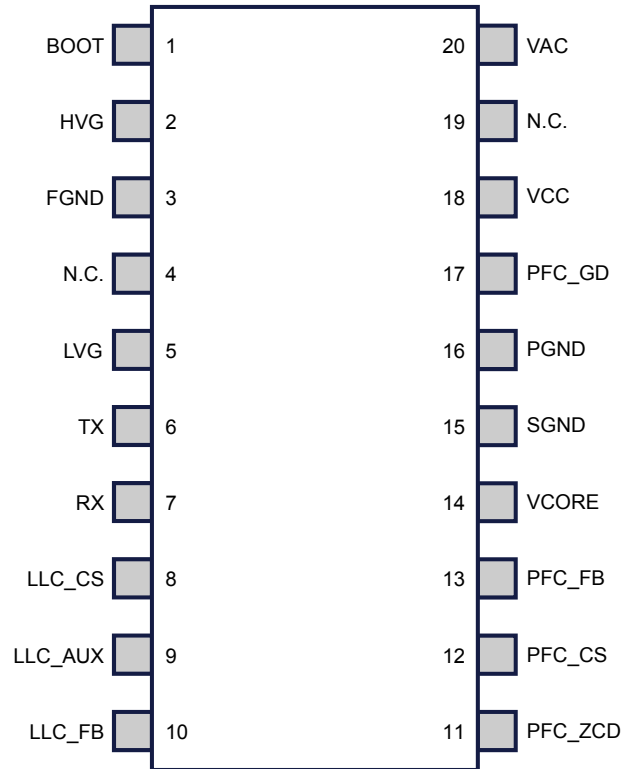 BOOT 1 20 VAC
HVG 2 19 N.C.
FGND 3 18 VCC
N.C. 4 17 PFC_GD
LVG 5 16 PGND
TX 6 15 SGND
RX 7 14 VCORE
LLC_CS 8 13 PFC_FB
LLC_AUX 9 12 PFC_CS
LLC_FB 10 11 PFC_ZCD